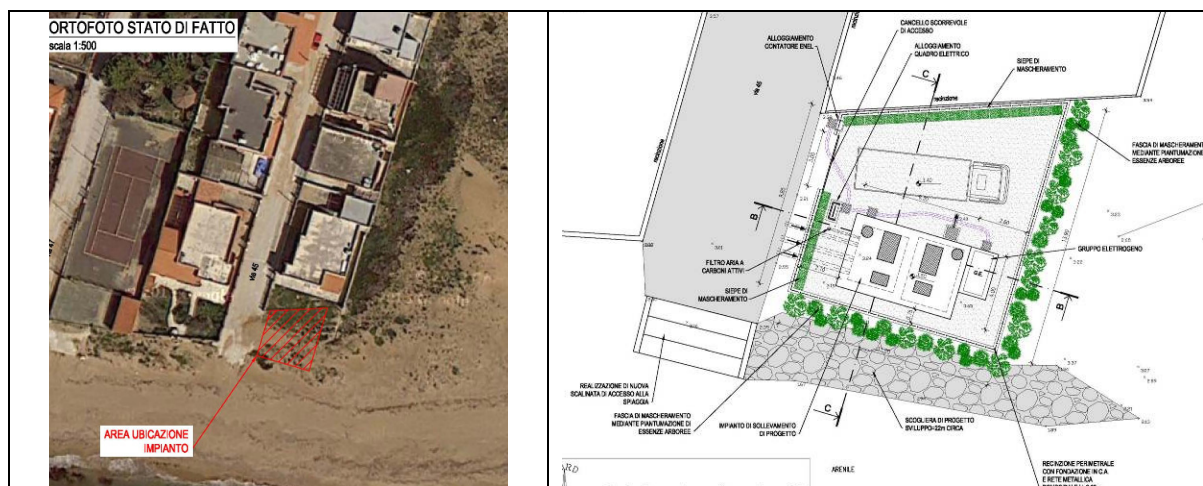 ORTOFOTO STATO DI FATTO
scala 1:500
via 45
AREA UBICAZIONE
IMPIANTO
CANCELLO SCORREVOLE
DI ACCESSO
ALLOGGIAMENTO
CONTATORE ENEL
ALLOGGIAMENTO
QUADRO ELETTRICO
SIEPE DI
MASCHERAMENTO
C
recinzione
via 45
recinzione
FASCIA DI MASCHERAMENT
MEDIANTE PIANTUMAZIONE
ESSENZE ARBOREE
B
GRUPPO ELETTROGENO
G.E.
FILTRO ARIA A
CARBONI ATTIVI
SIEPE DI
MASCHERAMENTO
B
REALIZZAZIONE DI NUOVA
SCALINATA DI ACCESSO ALLA
SPIAGGIA
FASCIA DI MASCHERAMENTO
MEDIANTE PIANTUMAZIONE DI
ESSENZE ARBOREE
IMPIANTO DI SOLLEVAMENTO
DI PROGETTO
C
SCOGLIERA DI PROGETTO
SVILUPPO=32m CIRCA
ARENILE
RECINZIONE PERIMETRALE
CON FONDAZIONE IN C.A.
E RETE METALLICA